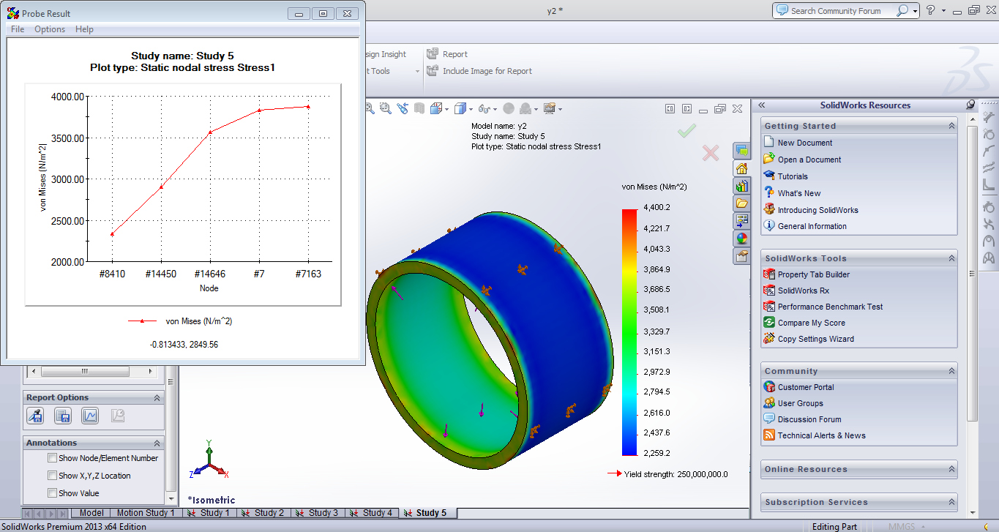 Probe Result
File Options Help
Study name: Study 5
Plot type: Static nodal stress Stress1
4000.00
3500.00
3000.00
2500.00
2000.00
von Mises (N/m^2)
#8410 #14450 #14646 #7 #7163
Node
von Mises (N/m^2)
-0.813433, 2849.56
y2 *
Search Community Forum
sign Insight
t Tools
Report
Include Image for Report
Model name: y2
Study name: Study 5
Plot type: Static nodal stress Stress1
von Mises (N/m^2)
4,400.2
4,221.7
4,043.3
3,864.9
3,686.5
3,508.1
3,329.7
3,151.3
2,972.9
2,794.5
2,616.0
2,437.6
2,259.2
Yield strength: 250,000,000.0
Y
Z
X
*Isometric
Report Options
Annotations
Show Node/Element Number
Show X,Y,Z Location
Show Value
Model Motion Study 1 Study 1 Study 2 Study 3 Study 4 Study 5
SolidWorks Premium 2013 x64 Edition
Editing Part
MMGS
SolidWorks Resources
Getting Started
New Document
Open a Document
Tutorials
What's New
Introducing SolidWorks
General Information
SolidWorks Tools
Property Tab Builder
SolidWorks Rx
Performance Benchmark Test
Compare My Score
Copy Settings Wizard
Community
Customer Portal
User Groups
Discussion Forum
Technical Alerts & News
Online Resources
Subscription Services